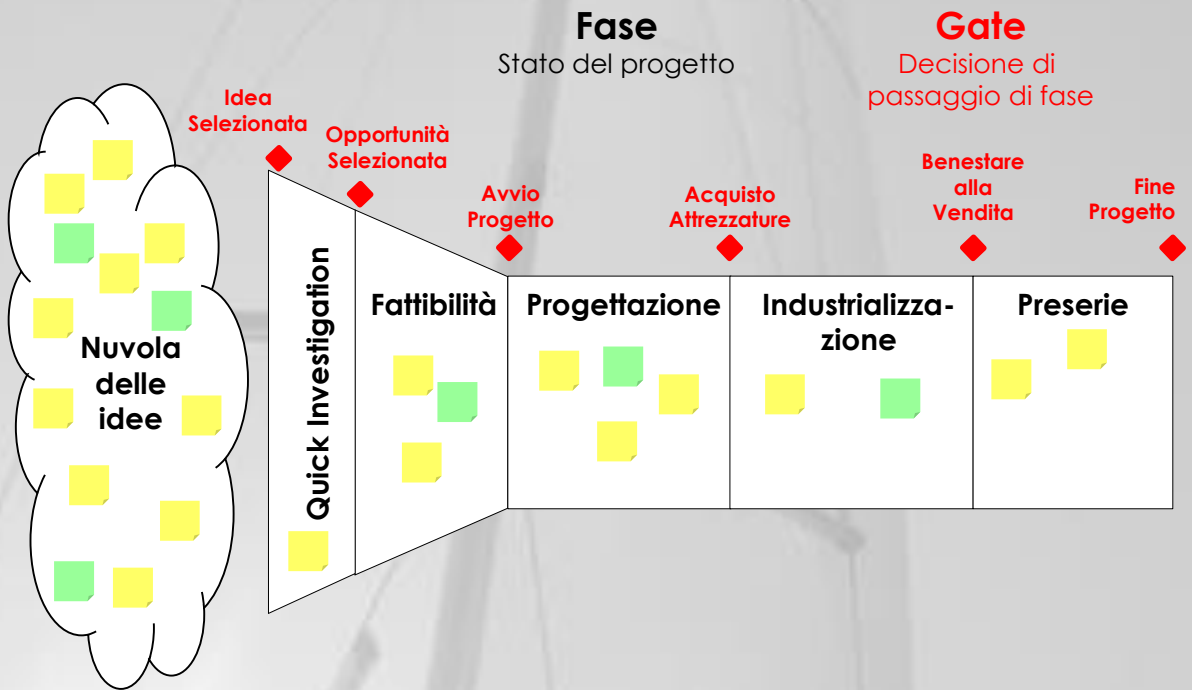 Fase
Stato del progetto
Gate
Decisione di
passaggio di fase
Idea
Selezionata
Opportunità
Selezionata
Avvio
Progetto
Acquisto
Attrezzature
Benestare
alla
Vendita
Fine
Progetto
Nuvola
delle
idee
Quick Investigation
Fattibilità
Progettazione
Industrializza-
zione
Preserie